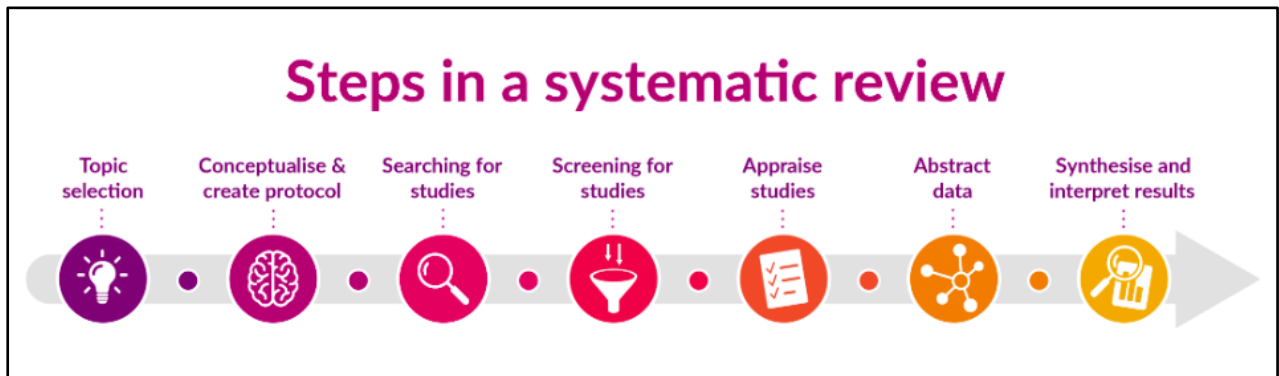 Steps in a systematic review
Topic
selection
Conceptualise &
create protocol
Searching for
studies
Screening for
studies
Appraise
studies
Abstract
data
Synthesise and
interpret results